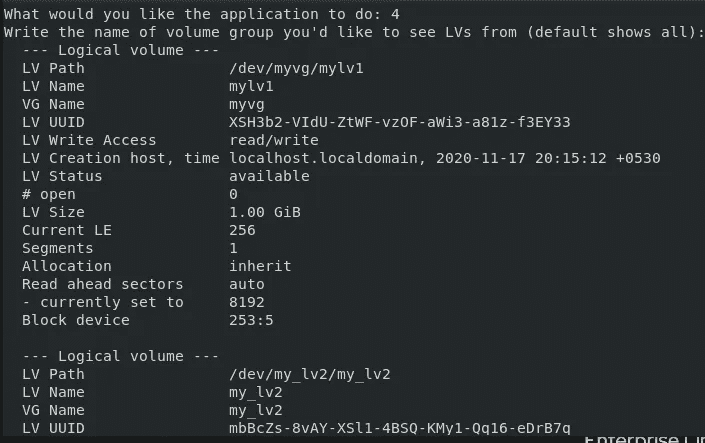 What would you like the application to do: 4
Write the name of volume group you'd like to see LVs from (default shows all):
--- Logical volume ---
LV Path /dev/myvg/mylv1
LV Name mylv1
VG Name myvg
LV UUID XSH3b2-VIdU-ZtWF-vzOF-aWi3-a81z-f3EY33
LV Write Access read/write
LV Creation host, time localhost.localdomain, 2020-11-17 20:15:12 +0530
LV Status available
# open 0
LV Size 1.00 GiB
Current LE 256
Segments 1
Allocation inherit
Read ahead sectors auto
- currently set to 8192
Block device 253:5
--- Logical volume ---
LV Path /dev/my_lv2/my_lv2
LV Name my_lv2
VG Name my_lv2
LV UUID mbBcZs-8vAY-XSl1-4BSQ-KMy1-Qq16-eDrB7q
Enterprise Lin